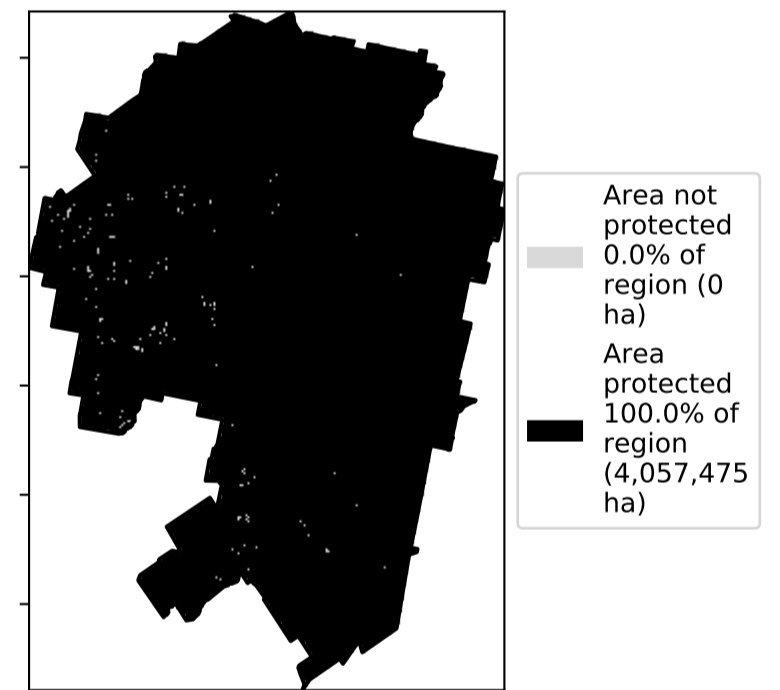 Area not
protected
0.0% of
region (0
ha)
Area
protected
100.0% of
region
(4,057,475
ha)